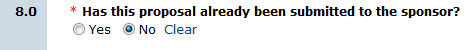 8.0 * Has this proposal already been submitted to the sponsor?
Yes No Clear